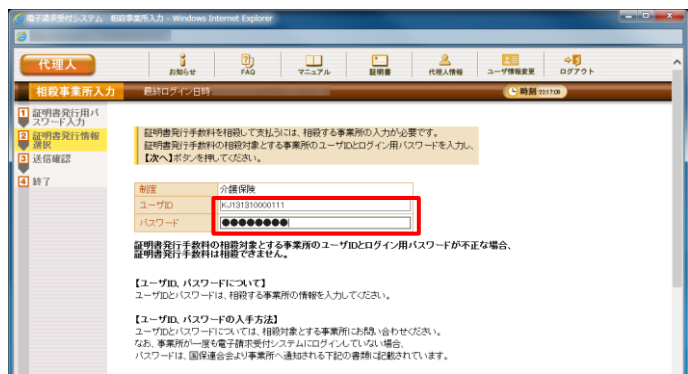 電子請求受付システム 相殺事業所入力 - Windows Internet Explorer
代理人
お知らせ
FAQ
マニュアル
証明書
代理人情報
ユーザ情報変更
ログアウト
相殺事業所入力
最終ログイン日時
時刻 22:17:08
1 証明書発行用パスワード入力
2 証明書発行情報選択
3 送信確認
4 終了
証明書発行手数料を相殺して支払うには、相殺する事業所の入力が必要です。
証明書発行手数料の相殺対象とする事業所のユーザIDとログイン用パスワードを入力し、
【次へ】ボタンを押してください。
制度 介護保険
ユーザID KJ131310000111
パスワード ●●●●●●●●
証明書発行手数料の相殺対象とする事業所のユーザIDとログイン用パスワードが不正な場合、
証明書発行手数料は相殺できません。
【ユーザID、パスワードについて】
ユーザIDとパスワードは、相殺する事業所の情報を入力してください。
【ユーザID、パスワードの入手方法】
ユーザIDとパスワードについては、相殺対象とする事業所にお問い合わせください。
なお、事業所が一度も電子請求受付システムにログインしていない場合、
パスワードは、国保連合会より事業所へ通知される下記の書類に記載されています。